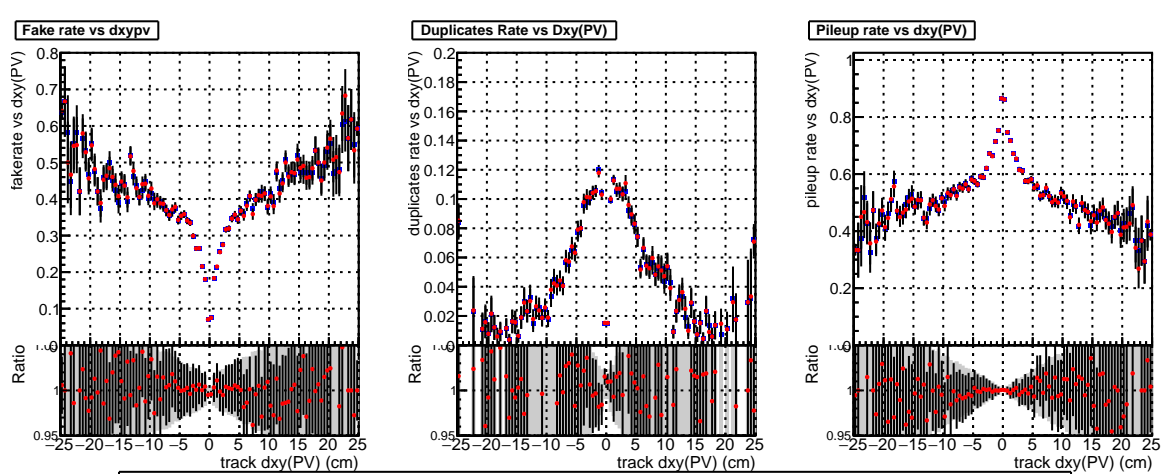 Fake rate vs dxypv
Duplicates Rate vs Dxy(PV)
Pileup rate vs dxy(PV)
fakerate vs dxy(PV)
0.8
0.7
0.6
0.5
0.4
0.3
0.2
0.1
Ratio
1
0.95
−25 −20 −15 −10 −5 0 5 10 15 20 25
track dxy(PV) (cm)
duplicates rate vs dxy(PV)
0.2
0.18
0.16
0.14
0.12
0.1
0.08
0.06
0.04
0.02
Ratio
1
0.95
−25 −20 −15 −10 −5 0 5 10 15 20 25
track dxy(PV) (cm)
pileup rate vs dxy(PV)
1
0.8
0.6
0.4
0.2
Ratio
1
0.95
−25 −20 −15 −10 −5 0 5 10 15 20 25
track dxy(PV) (cm)